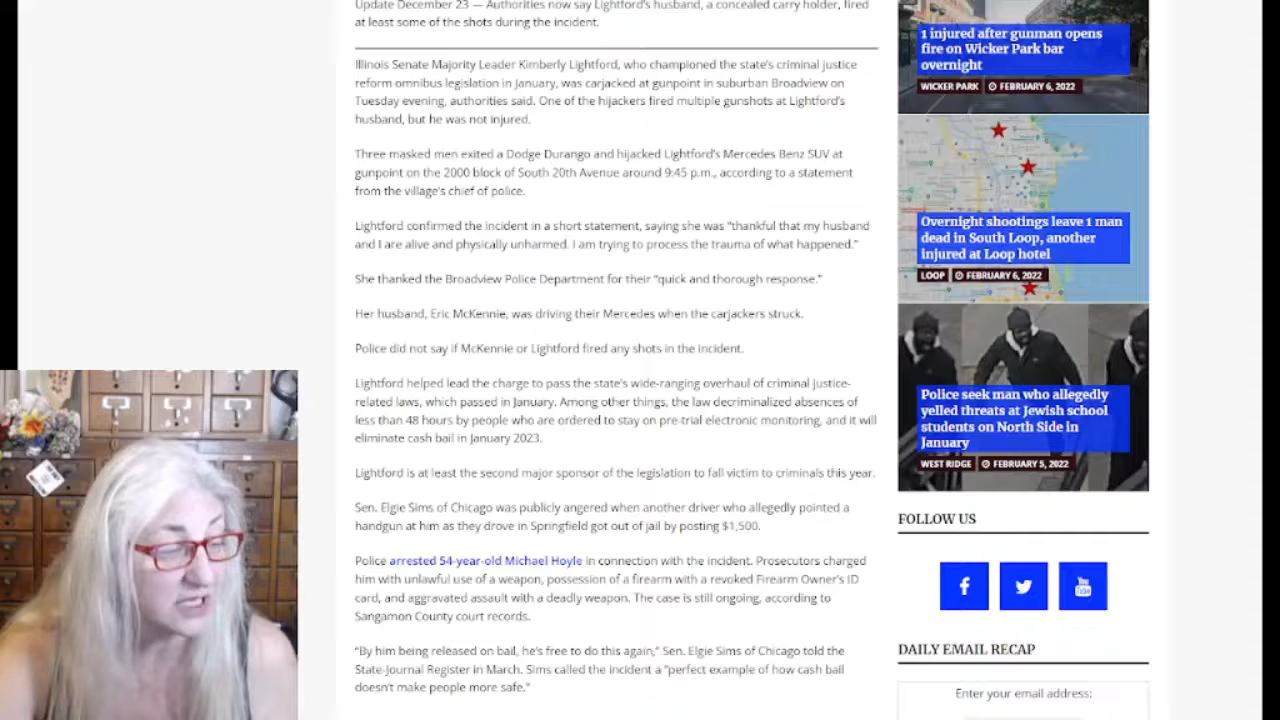 Update December 23 — Authorities now say Lightford's husband, a concealed carry holder, fired
at least some of the shots during the incident.
Illinois Senate Majority Leader Kimberly Lightford, who championed the state's criminal justice
reform omnibus legislation in January, was carjacked at gunpoint in suburban Broadview on
Tuesday evening, authorities said. One of the hijackers fired multiple gunshots at Lightford's
husband, but he was not injured.
Three masked men exited a Dodge Durango and hijacked Lightford's Mercedes Benz SUV at
gunpoint on the 2000 block of South 20th Avenue around 9:45 p.m., according to a statement
from the village's chief of police.
Lightford confirmed the incident in a short statement, saying she was "thankful that my husband
and I are alive and physically unharmed. I am trying to process the trauma of what happened."
She thanked the Broadview Police Department for their "quick and thorough response."
Her husband, Eric McKennie, was driving their Mercedes when the carjackers struck.
Police did not say if McKennie or Lightford fired any shots in the incident.
Lightford helped lead the charge to pass the state's wide-ranging overhaul of criminal justice-
related laws, which passed in January. Among other things, the law decriminalized absences of
less than 48 hours by people who are ordered to stay on pre-trial electronic monitoring, and it will
eliminate cash bail in January 2023.
Lightford is at least the second major sponsor of the legislation to fall victim to criminals this year.
Sen. Elgie Sims of Chicago was publicly angered when another driver who allegedly pointed a
handgun at him as they drove in Springfield got out of jail by posting $1,500.
Police arrested 54-year-old Michael Hoyle in connection with the incident. Prosecutors charged
him with unlawful use of a weapon, possession of a firearm with a revoked Firearm Owner's ID
card, and aggravated assault with a deadly weapon. The case is still ongoing, according to
Sangamon County court records.
"By him being released on bail, he's free to do this again," Sen. Elgie Sims of Chicago told the
State-Journal Register in March. Sims called the incident a "perfect example of how cash bail
doesn't make people more safe."
1 injured after gunman opens
fire on Wicker Park bar
overnight
WICKER PARK FEBRUARY 6, 2022
Overnight shootings leave 1 man
dead in South Loop, another
injured at Loop hotel
LOOP FEBRUARY 6, 2022
Police seek man who allegedly
yelled threats at Jewish school
students on North Side in
January
WEST RIDGE FEBRUARY 5, 2022
FOLLOW US
DAILY EMAIL RECAP
Enter your email address: